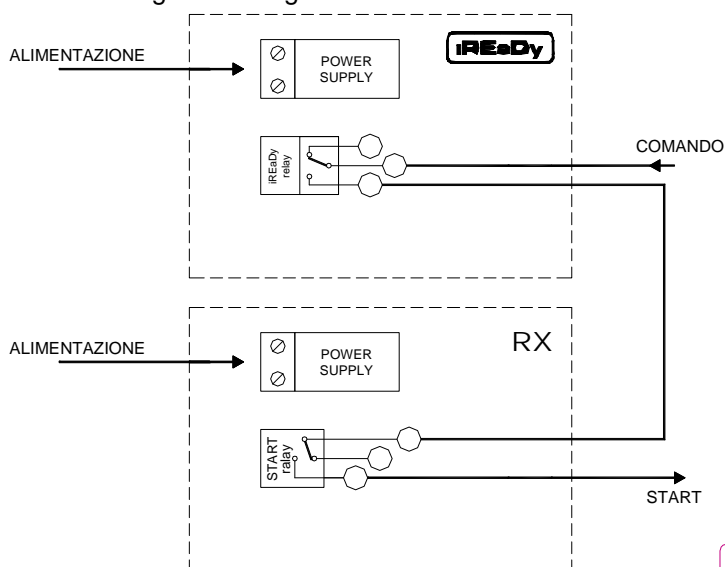 ALIMENTAZIONE
POWER
SUPPLY
iREaDy
COMANDO
iREaDy
relay
ALIMENTAZIONE
POWER
SUPPLY
RX
START
ralay
START